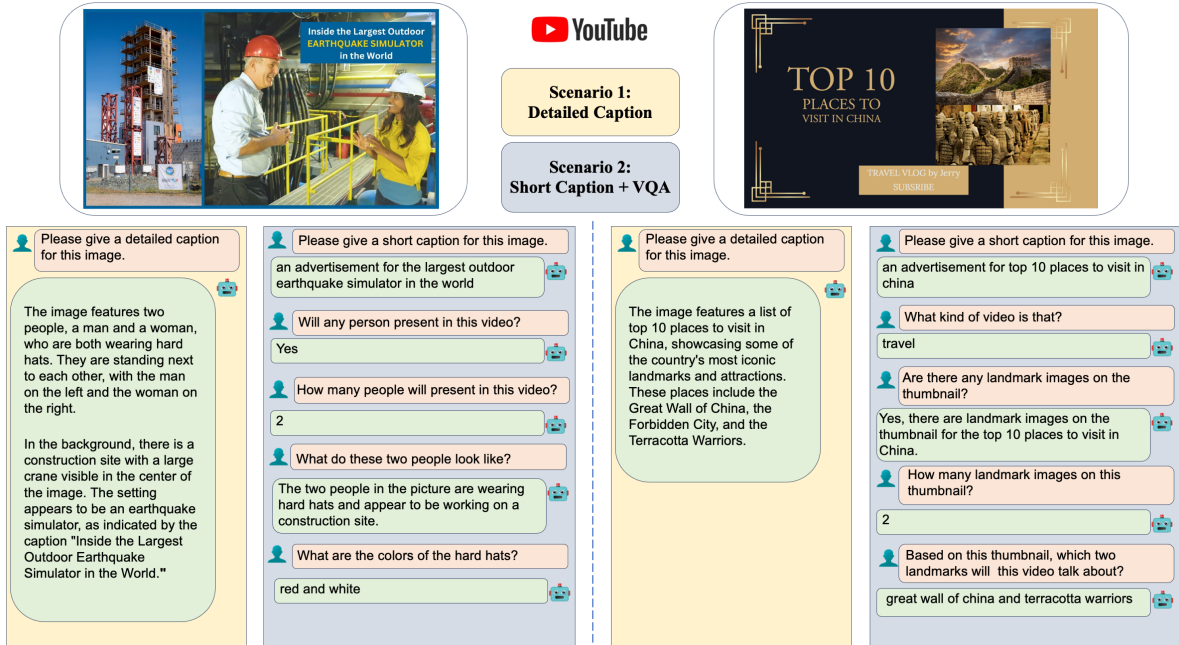 Inside the Largest Outdoor
EARTHQUAKE SIMULATOR
in the World
YouTube
TOP 10
PLACES TO
VISIT IN CHINA
TRAVEL VLOG by Jerry
SUBSRIBE
Scenario 1:
Detailed Caption
Scenario 2:
Short Caption + VQA
Please give a detailed caption
for this image.
The image features two
people, a man and a woman,
who are both wearing hard
hats. They are standing next
to each other, with the man
on the left and the woman on
the right.
In the background, there is a
construction site with a large
crane visible in the center of
the image. The setting
appears to be an earthquake
simulator, as indicated by the
caption "Inside the Largest
Outdoor Earthquake
Simulator in the World."
Please give a short caption for this image.
an advertisement for the largest outdoor
earthquake simulator in the world
Will any person present in this video?
Yes
How many people will present in this video?
2
What do these two people look like?
The two people in the picture are wearing
hard hats and appear to be working on a
construction site.
What are the colors of the hard hats?
red and white
Please give a detailed caption
for this image.
The image features a list of
top 10 places to visit in
China, showcasing some of
the country's most iconic
landmarks and attractions.
These places include the
Great Wall of China, the
Forbidden City, and the
Terracotta Warriors.
Please give a short caption for this image.
an advertisement for top 10 places to visit in
china
What kind of video is that?
travel
Are there any landmark images on the
thumbnail?
Yes, there are landmark images on the
thumbnail for the top 10 places to visit in
China.
How many landmark images on this
thumbnail?
2
Based on this thumbnail, which two
landmarks will this video talk about?
great wall of china and terracotta warriors